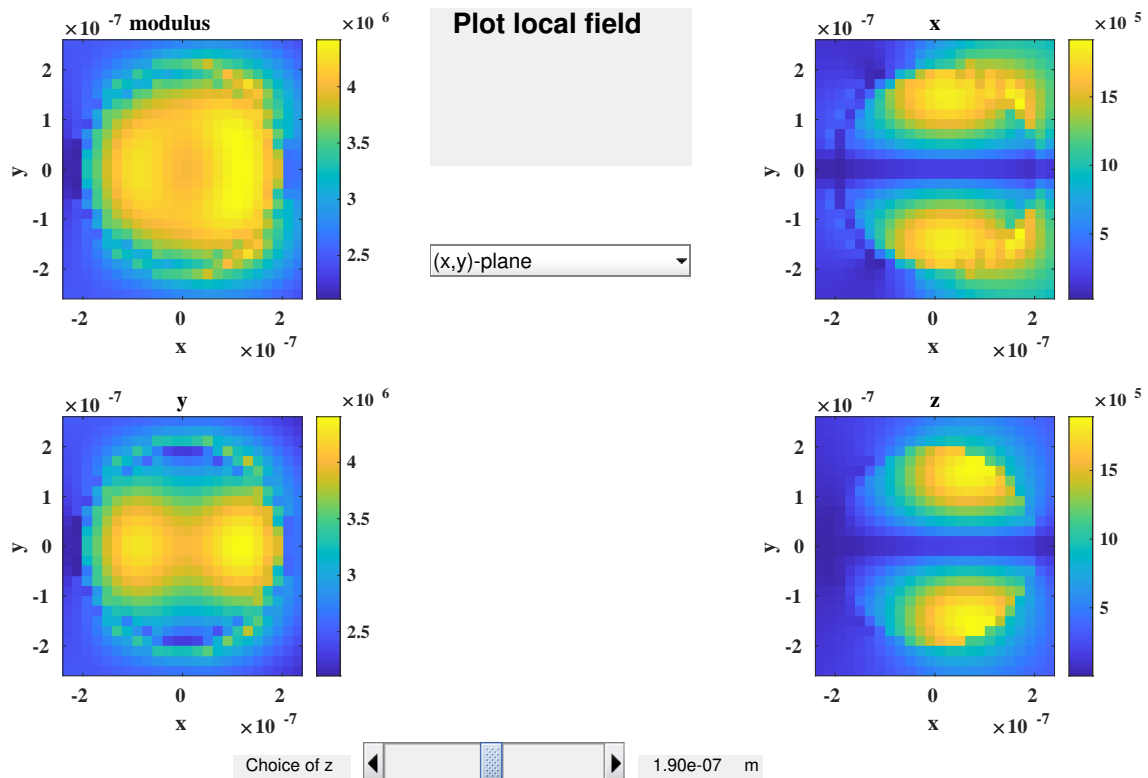 Plot local field
×10 -7
modulus
×10 6
2
1
0
-1
-2
y
-2 0 2
x
×10 -7
4
3.5
3
2.5
×10 -7
x
×10 5
2
1
0
-1
-2
y
-2 0 2
x
×10 -7
15
10
5
(x,y)-plane
×10 -7
y
×10 6
2
1
0
-1
-2
y
-2 0 2
x
×10 -7
4
3.5
3
2.5
×10 -7
z
×10 5
2
1
0
-1
-2
y
-2 0 2
x
×10 -7
15
10
5
Choice of z
1.90e-07 m